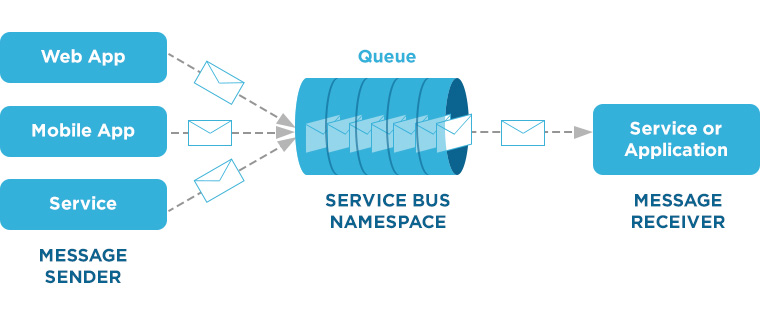 Web App
Mobile App
Service
MESSAGE
SENDER
Queue
SERVICE BUS
NAMESPACE
Service or
Application
MESSAGE
RECEIVER